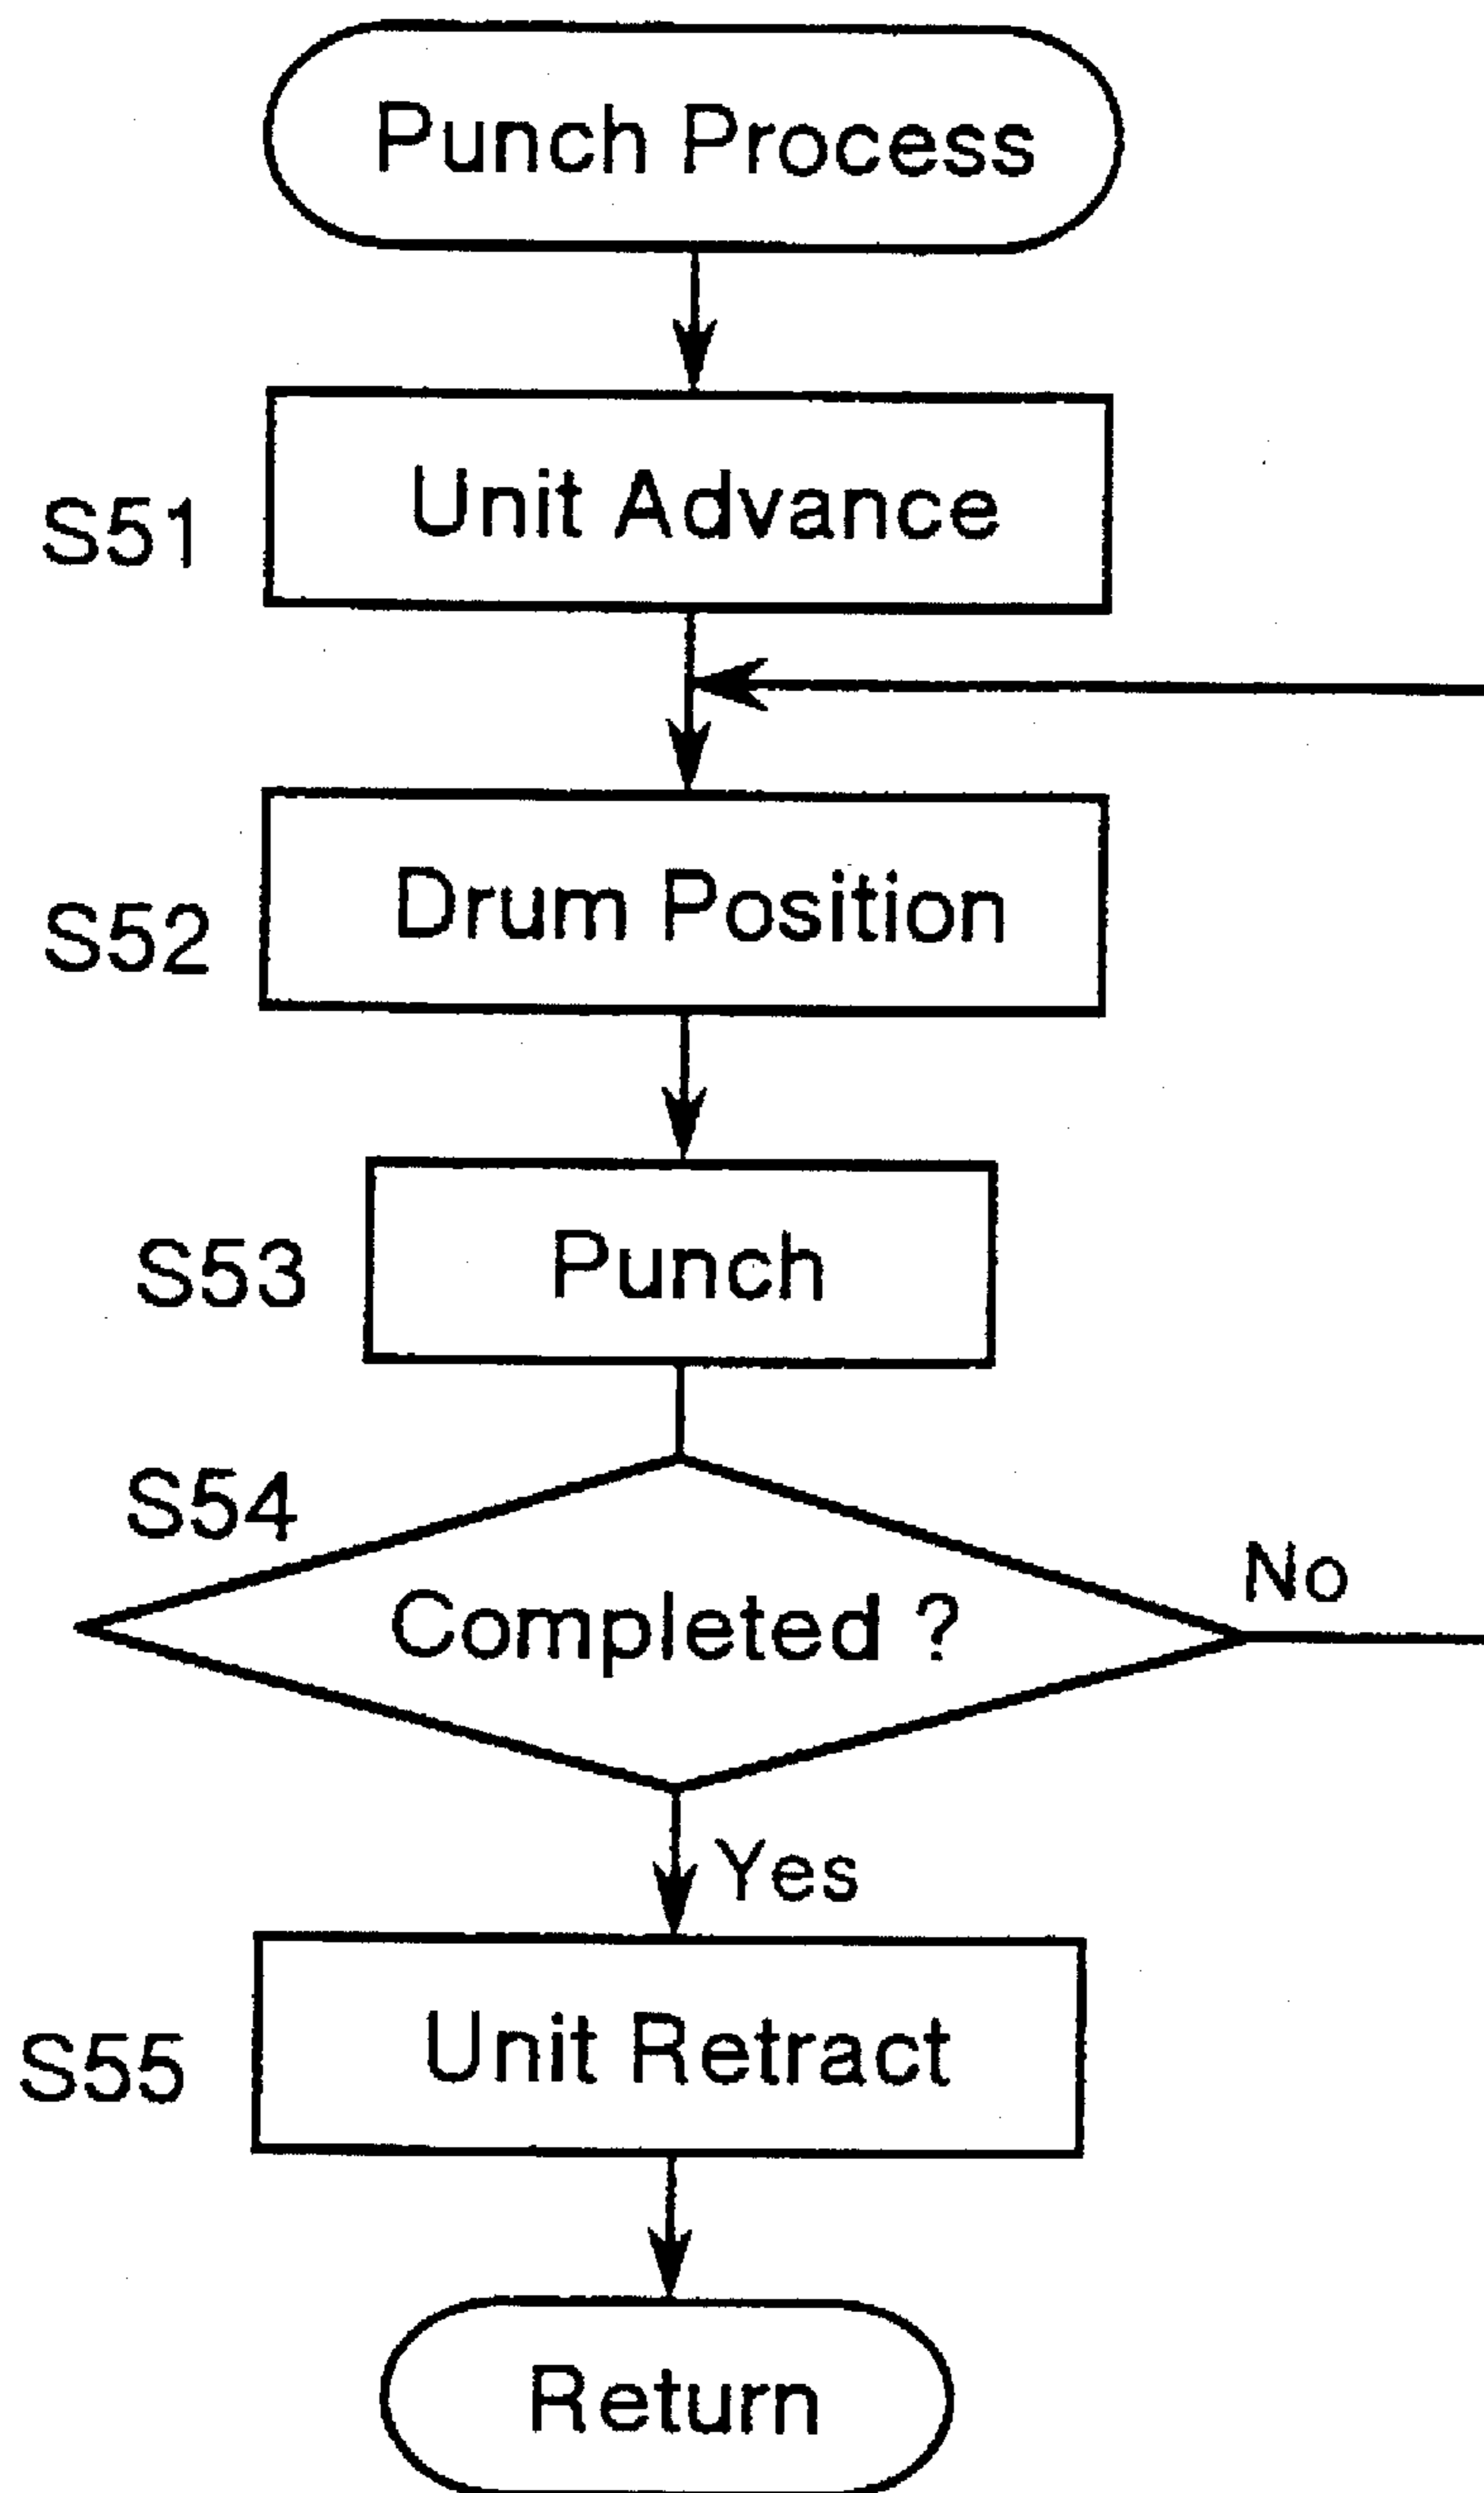 Punch Process
S51
Unit Advance
S52
Drum Position
S53
Punch
S54
Completed ?
No
Yes
S55
Unit Retract
Return